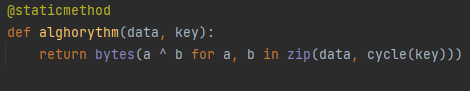 @staticmethod
def alghorythm(data, key):
    return bytes(a ^ b for a, b in zip(data, cycle(key)))